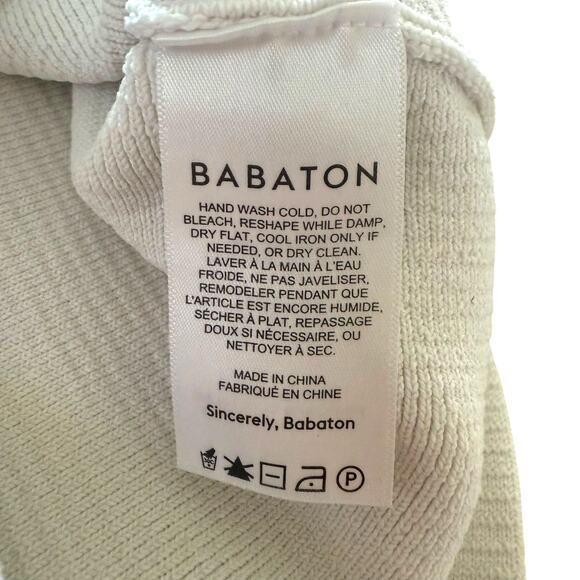 BABATON
HAND WASH COLD, DO NOT
BLEACH, RESHAPE WHILE DAMP,
DRY FLAT, COOL IRON ONLY IF
NEEDED, OR DRY CLEAN.
LAVER À LA MAIN À L'EAU
FROIDE, NE PAS JAVELISER,
REMODELER PENDANT QUE
L'ARTICLE EST ENCORE HUMIDE,
SÉCHER À PLAT, REPASSAGE
DOUX SI NÉCESSAIRE, OU
NETTOYER À SEC.
MADE IN CHINA
FABRIQUÉ EN CHINE
Sincerely, Babaton
P